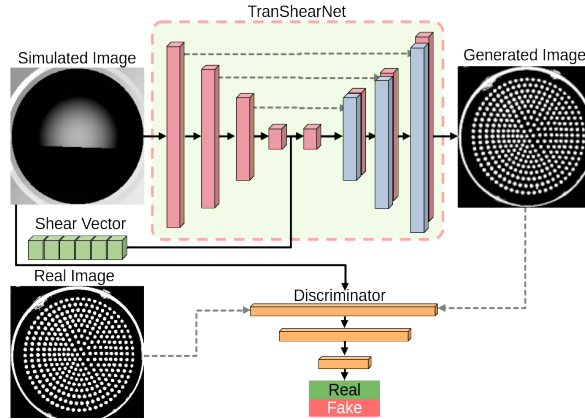 TranShearNet
Simulated Image
Generated Image
Shear Vector
Real Image
Discriminator
Real
Fake